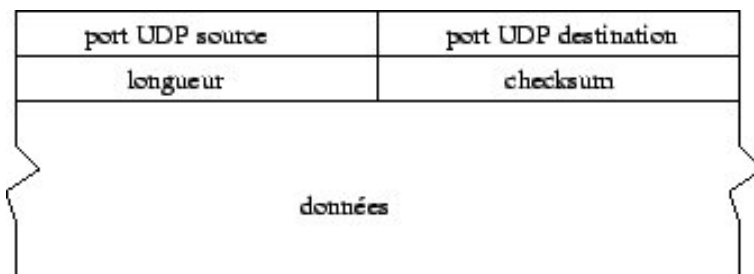 port UDP source port UDP destination
longueur checksum
données